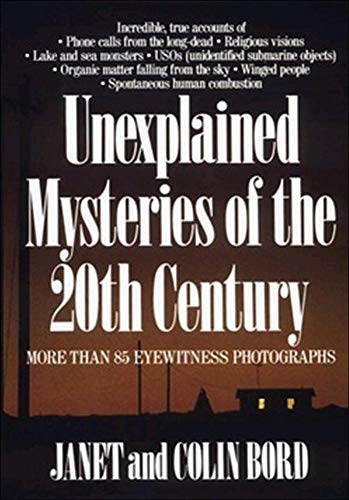 Incredible, true accounts of
• Phone calls from the long-dead • Religious visions
• Lake and sea monsters • USOs (unidentified submarine objects)
• Organic matter falling from the sky • Winged people
• Spontaneous human combustion
Unexplained
Mysteries of the
20th Century
MORE THAN 85 EYEWITNESS PHOTOGRAPHS
JANET and COLIN BORD